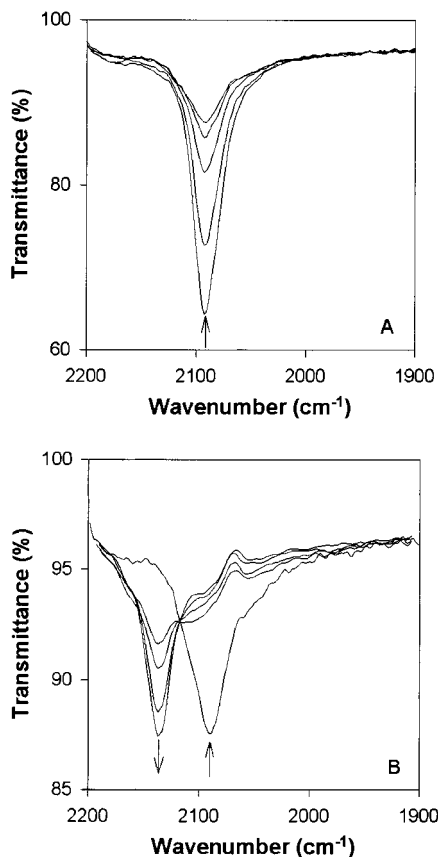 100
80
60
Transmittance (%)
2200 2100 2000 1900
Wavenumber (cm-1)
A
100
95
90
85
Transmittance (%)
2200 2100 2000 1900
Wavenumber (cm-1)
B